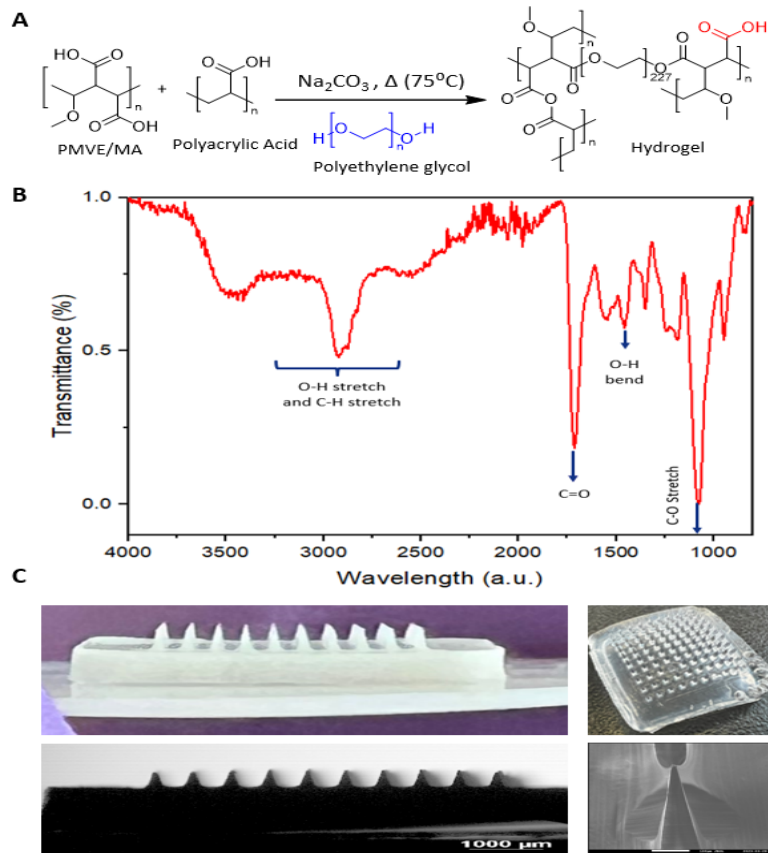 A
HO
O
O
n
O
OH
PMVE/MA
+
O
OH
n
Polyacrylic Acid
Na₂CO₃ , Δ (75⁰C)
H
O
O
H
n
Polyethylene glycol
O
n
O
OH
O
O
O
227
O
O
n
O
O
O
n
Hydrogel
B
Transmittance (%)
1.0
0.5
0.0
O-H stretch
and C-H stretch
C=O
O-H
bend
C-O Stretch
4000
3500
3000
2500
2000
1500
1000
Wavelength (a.u.)
C
1000 µm